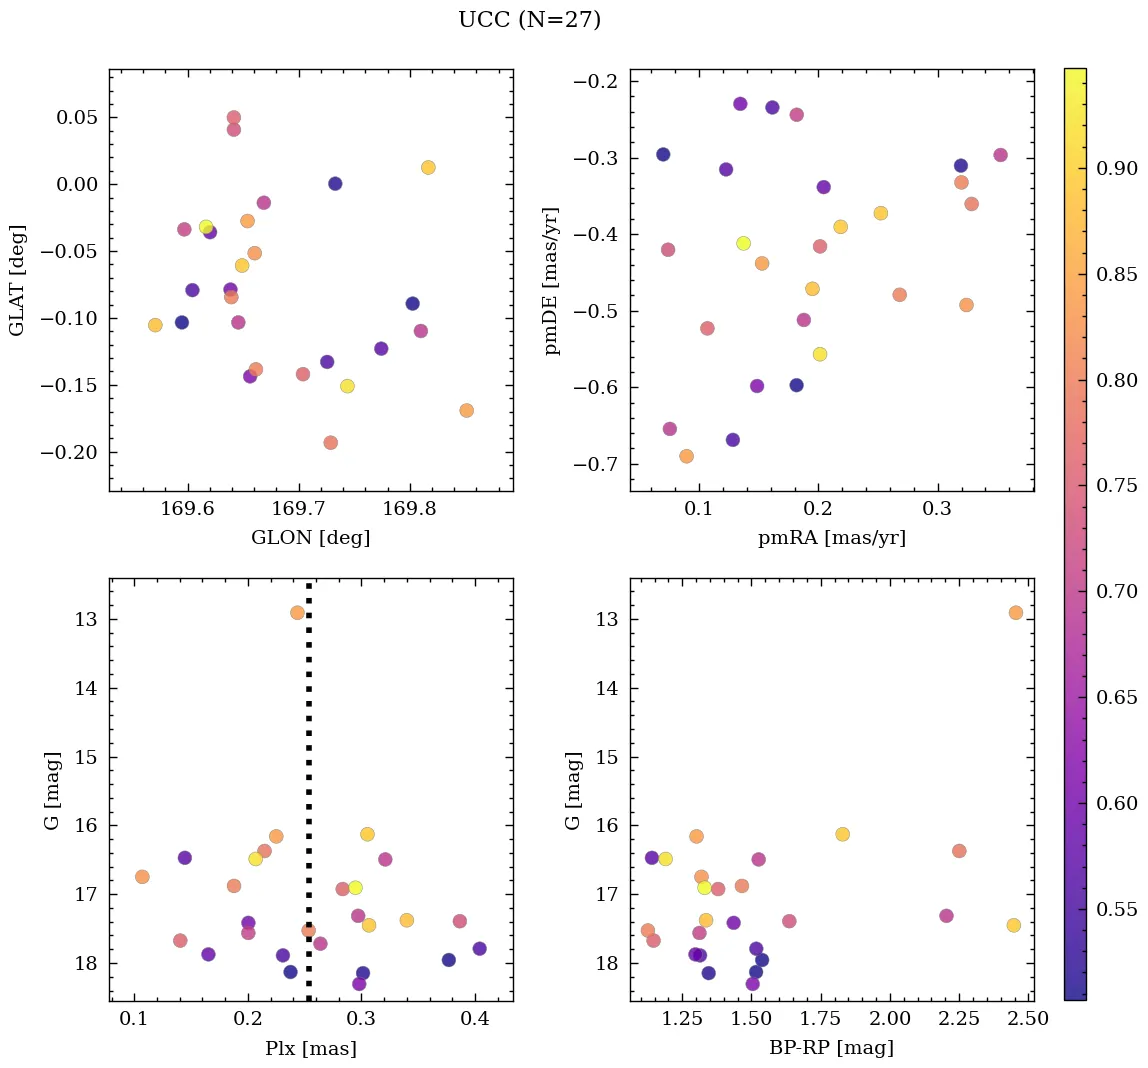 UCC (N=27)
0.05
0.00
−0.05
−0.10
−0.15
−0.20
GLAT [deg]
169.6 169.7 169.8
GLON [deg]
−0.2
−0.3
−0.4
−0.5
−0.6
−0.7
pmDE [mas/yr]
0.1 0.2 0.3
pmRA [mas/yr]
13
14
15
16
17
18
G [mag]
0.1 0.2 0.3 0.4
Plx [mas]
13
14
15
16
17
18
G [mag]
1.25 1.50 1.75 2.00 2.25 2.50
BP-RP [mag]
0.90
0.85
0.80
0.75
0.70
0.65
0.60
0.55